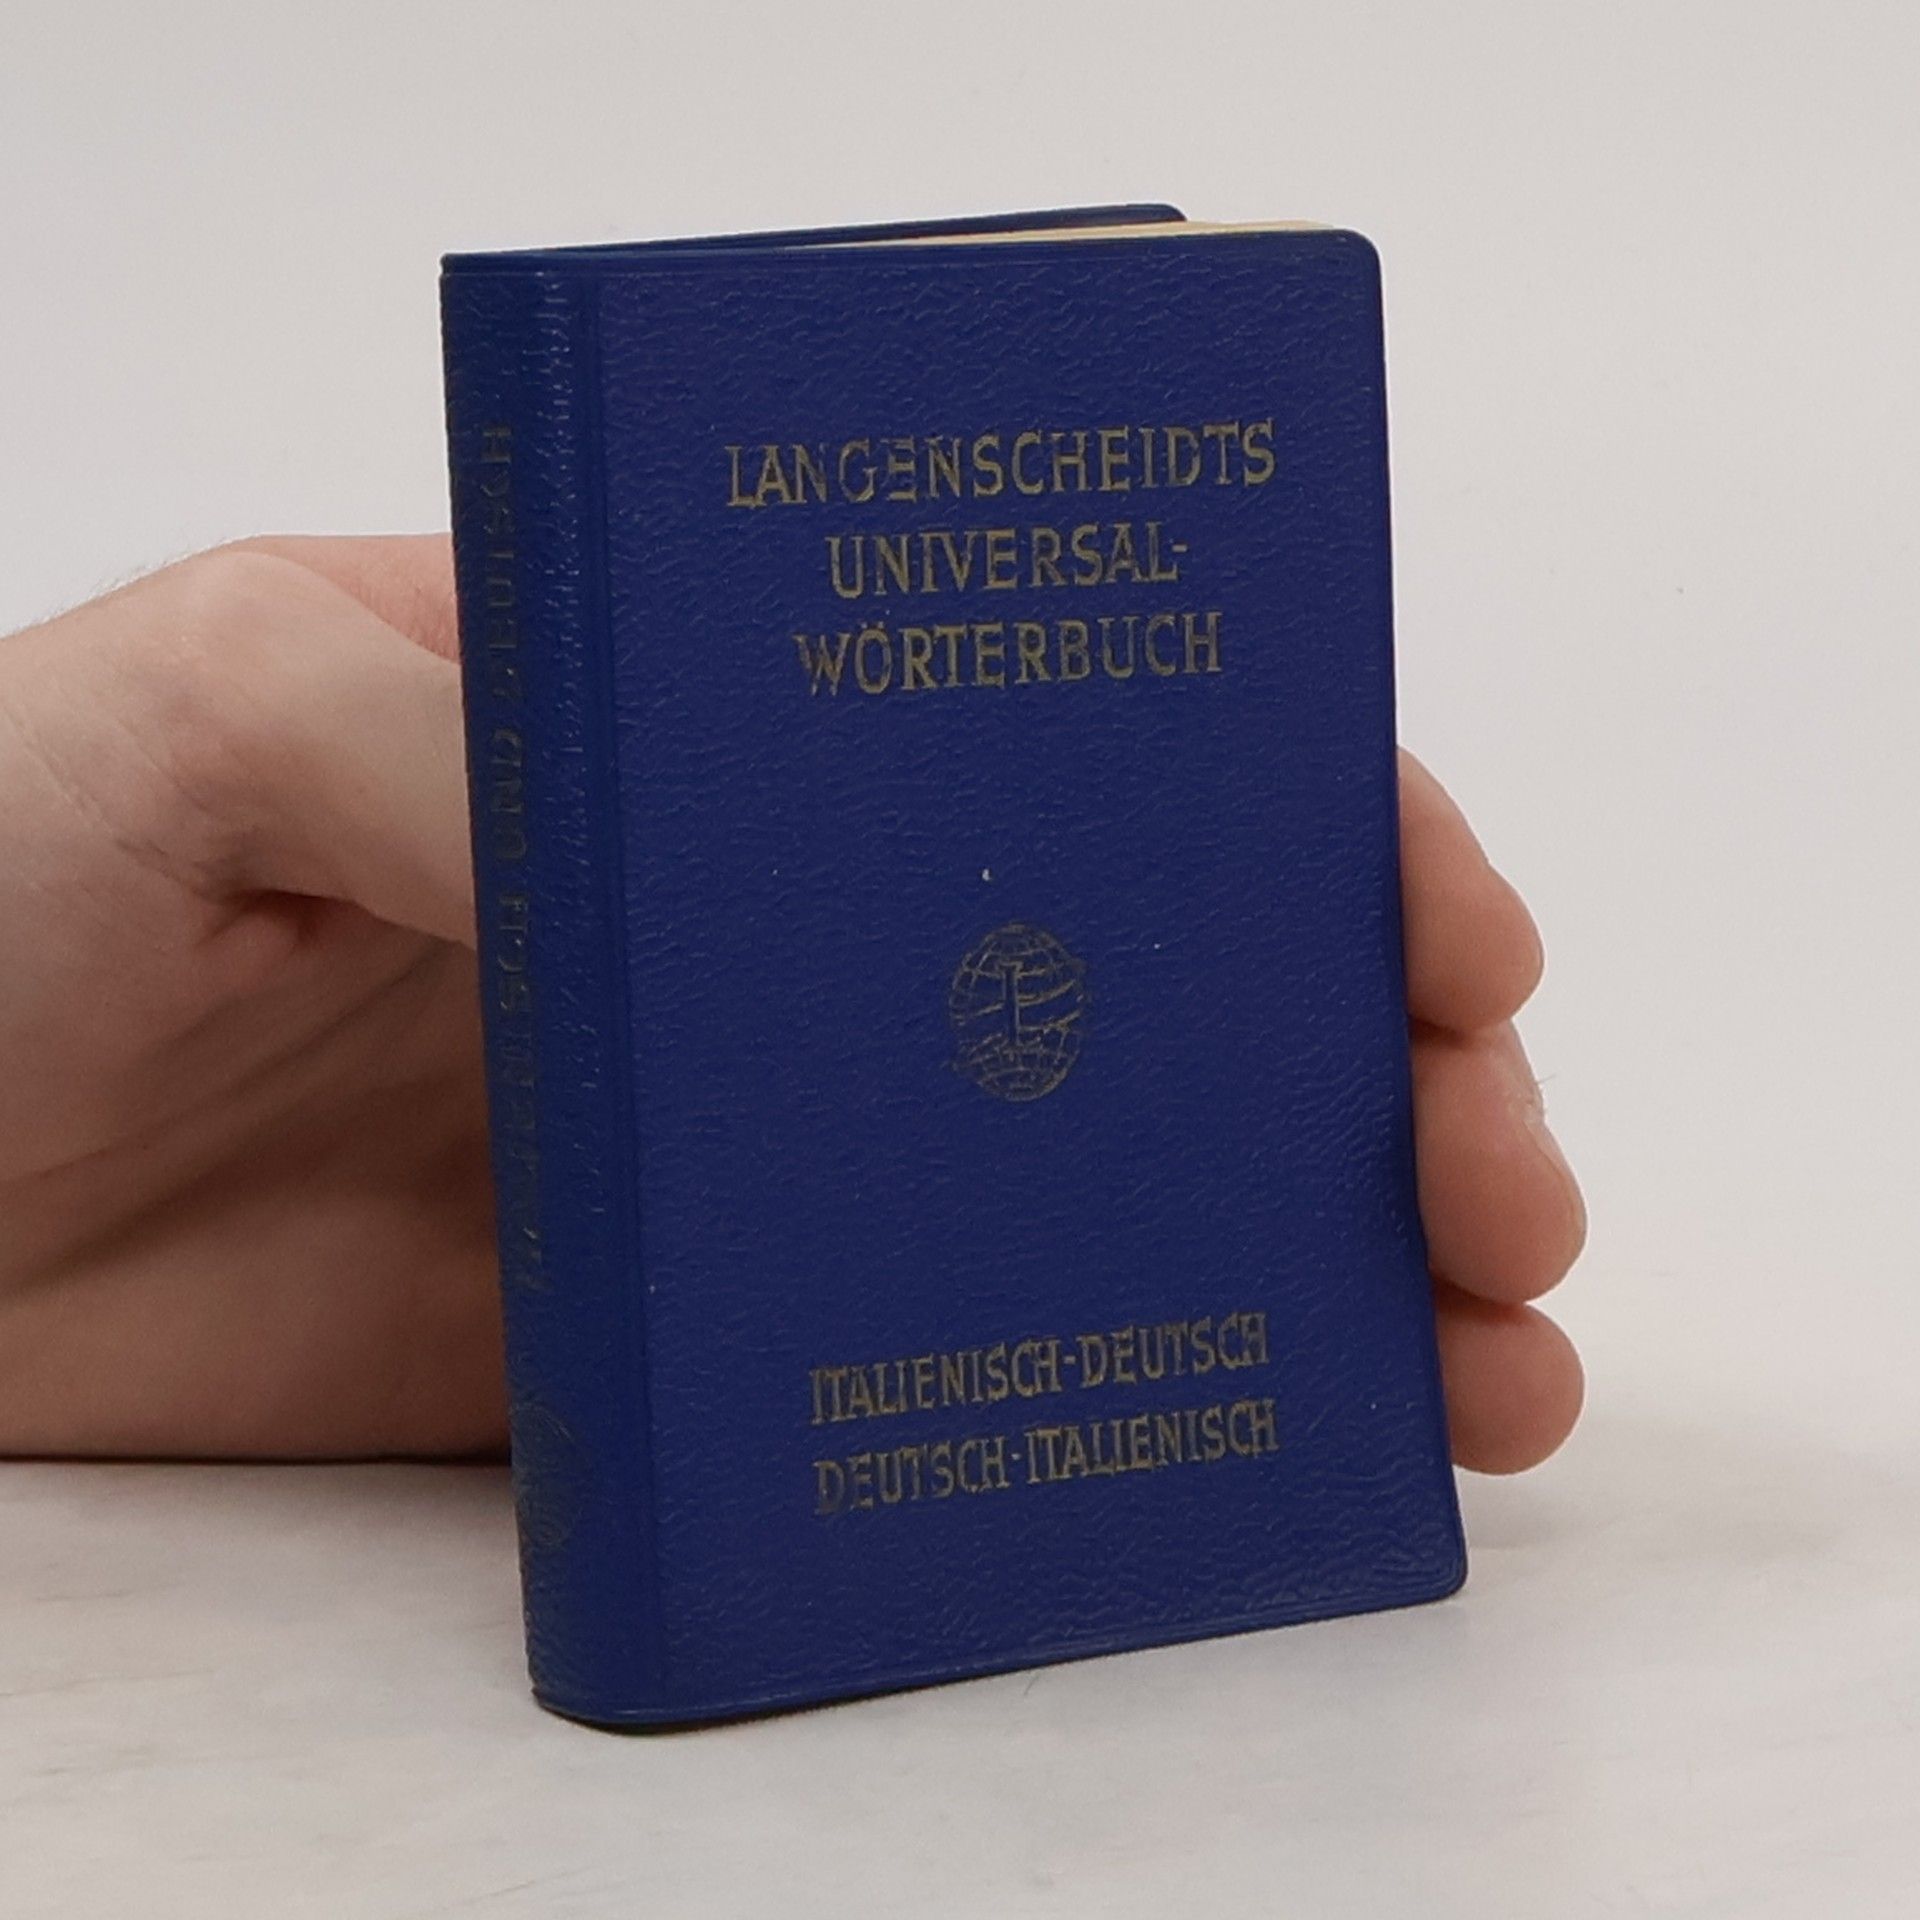 LANGENSCHEIDTS
UNIVERSAL-
WÖRTERBUCH
L
ITALIENISCH-DEUTSCH
DEUTSCH-ITALIENISCH
ITALIENISCH UND DEUTSCH